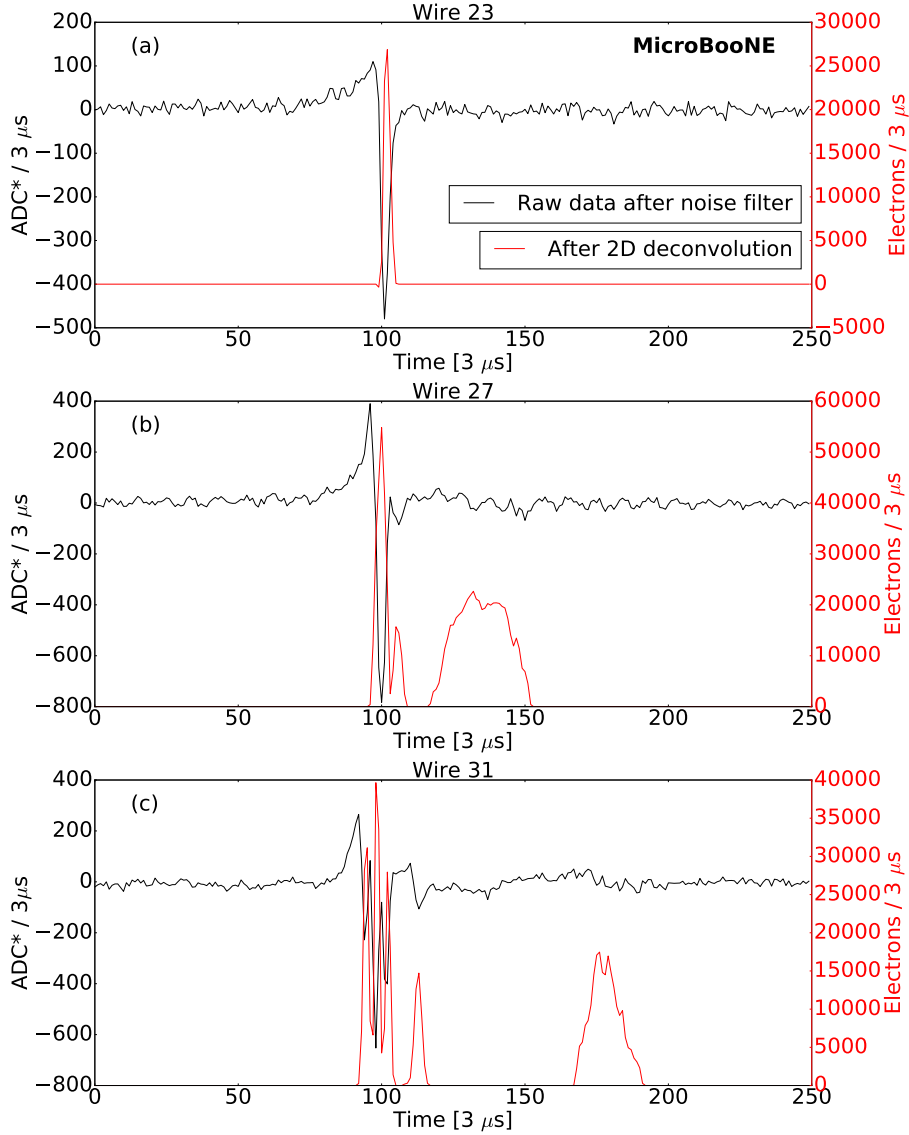 Wire 23
(a)
MicroBooNE
200
100
0
−100
−200
−300
−400
−500
ADC* / 3 μs
30000
25000
20000
15000
10000
5000
0
−5000
Electrons / 3 μs
Raw data after noise filter
After 2D deconvolution
0 50 100 150 200 250
Time [3 μs]
Wire 27
(b)
400
200
0
−200
−400
−600
−800
ADC* / 3 μs
60000
50000
40000
30000
20000
10000
0
Electrons / 3 μs
0 50 100 150 200 250
Time [3 μs]
Wire 31
(c)
400
200
0
−200
−400
−600
−800
ADC* / 3μs
40000
35000
30000
25000
20000
15000
10000
5000
0
Electrons / 3 μs
0 50 100 150 200 250
Time [3 μs]